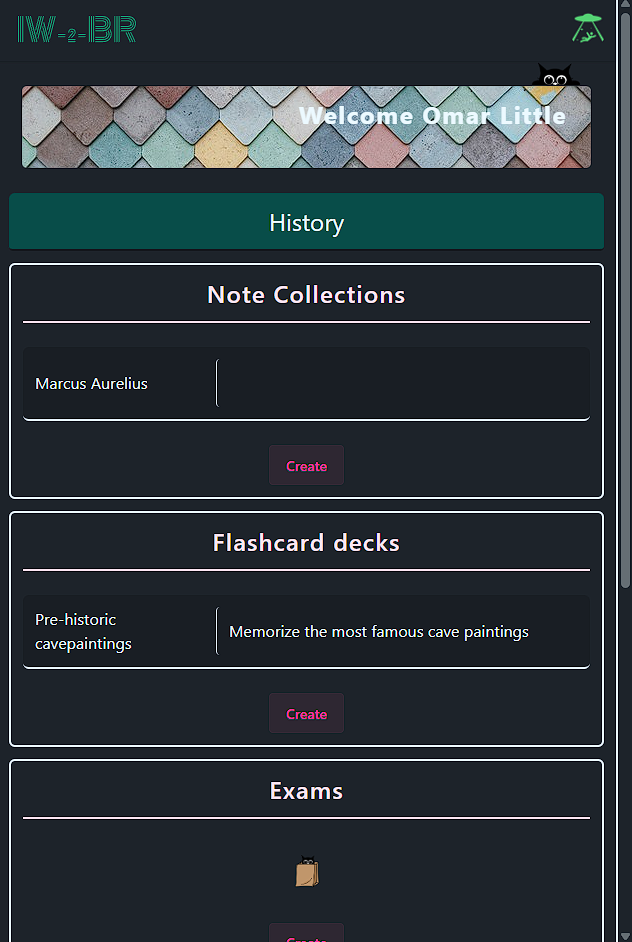 IW-2-BR
Welcome Omar Little
History
Note Collections
Marcus Aurelius
Create
Flashcard decks
Pre-historic
cavepaintings
Memorize the most famous cave paintings
Create
Exams
Create